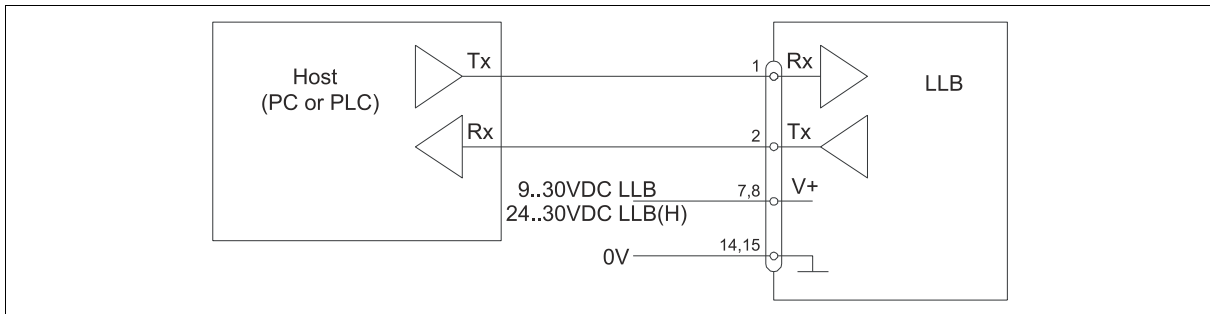 Host
(PC or PLC)
Tx
Rx
1
Rx
LLB
2
Tx
9..30VDC LLB
24..30VDC LLB(H)
7,8
V+
0V
14,15